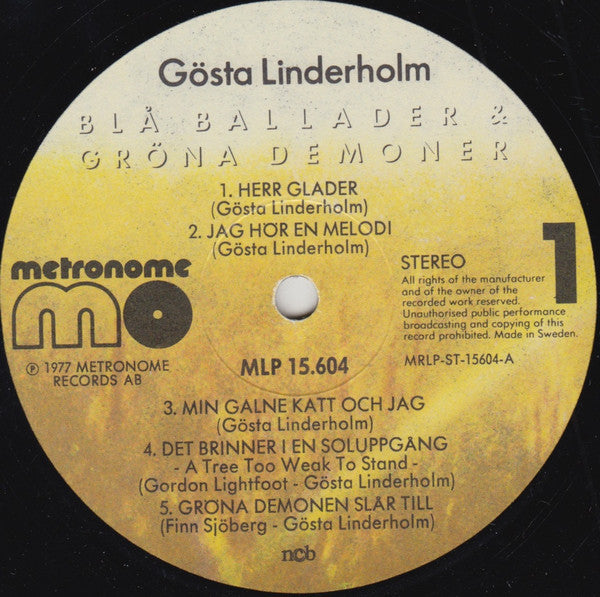 Gösta Linderholm
BLÅ BALLADER &
GRÖNA DEMONER
1. HERR GLADER
(Gösta Linderholm)
2. JAG HÖR EN MELODI
(Gösta Linderholm)
metronome
mo
℗ 1977 METRONOME
RECORDS AB
MLP 15.604
STEREO
1
All rights of the manufacturer
and of the owner of the
recorded work reserved.
Unauthorised public performance
broadcasting and copying of this
record prohibited. Made in Sweden.
MRLP-ST-15604-A
3. MIN GALNE KATT OCH JAG
(Gösta Linderholm)
4. DET BRINNER I EN SOLUPPGÅNG
- A Tree Too Weak To Stand -
(Gordon Lightfoot - Gösta Linderholm)
5. GRÖNA DEMONEN SLÅR TILL
(Finn Sjöberg - Gösta Linderholm)
ncb